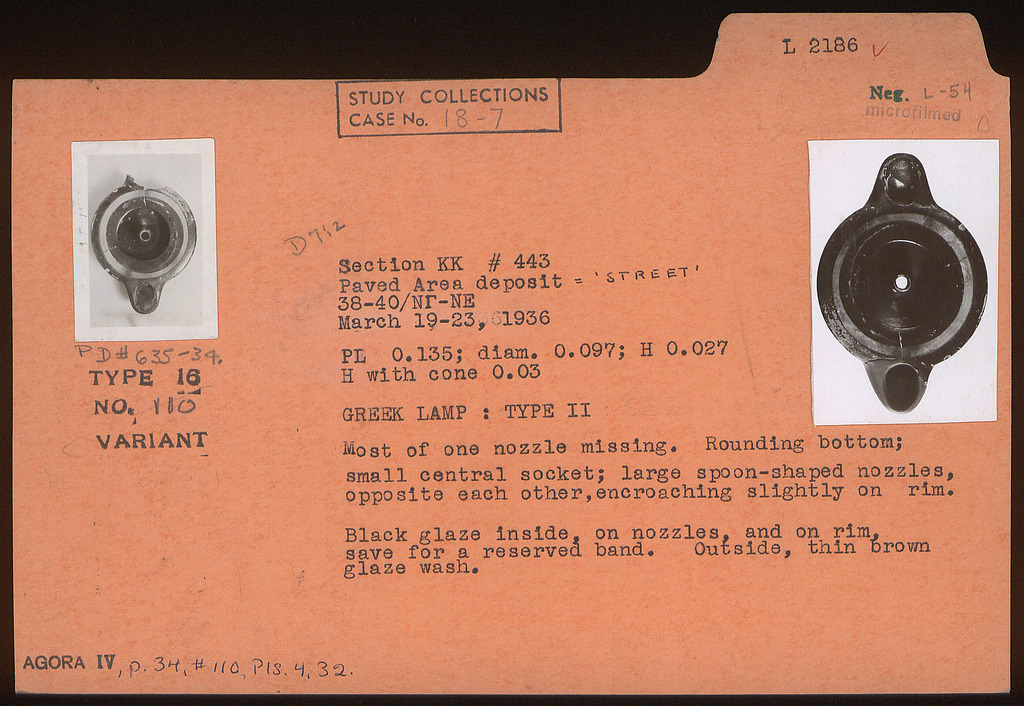 L 2186 ✓
STUDY COLLECTIONS
CASE No. 18-7
Neg. L-54
microfilmed
D712
Section KK # 443
Paved Area deposit = 'STREET'
38-40/NΓ-NE
March 19-23, 1936
PL 0.135; diam. 0.097; H 0.027
H with cone 0.03
PD# 635-34.
TYPE 16
NO. 110
VARIANT
GREEK LAMP : TYPE II
Most of one nozzle missing. Rounding bottom;
small central socket; large spoon-shaped nozzles,
opposite each other,encroaching slightly on rim.
Black glaze inside, on nozzles, and on rim,
save for a reserved band. Outside, thin brown
glaze wash.
AGORA IV, p. 34, #110, Pls. 4, 32.